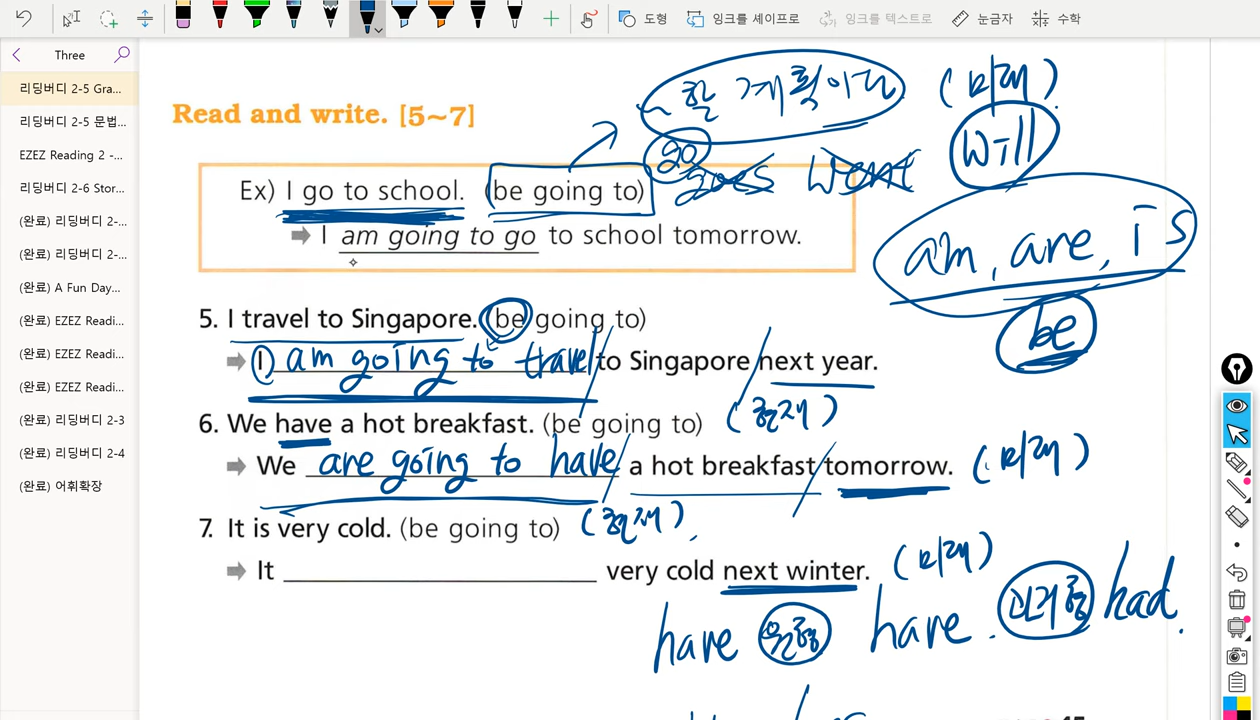 도형
잉크를 셰이프로
잉크를 텍스트로
눈금자
수학
Three
리딩버디 2-5 Gra...
리딩버디 2-5 문법...
EZEZ Reading 2 -...
리딩버디 2-6 Stor...
(완료) 리딩버디 2-...
(완료) 리딩버디 2-...
(완료) A Fun Day...
(완료) EZEZ Readi...
(완료) EZEZ Readi...
(완료) EZEZ Readi...
(완료) 리딩버디 2-3
(완료) 리딩버디 2-4
(완료) 어휘확장
~할 계획이다 (미래)
Read and write. [5~7]
go goes went will
Ex) I go to school. (be going to)
➡ I am going to go to school tomorrow.
am, are, is
be
5. I travel to Singapore. (be going to)
➡ I am going to travel to Singapore next year.
(현재)
6. We have a hot breakfast. (be going to)
➡ We are going to have a hot breakfast tomorrow. (미래)
7. It is very cold. (be going to) (현재)
➡ It ____ very cold next winter. (미래)
have 원형 have. 과거형 had.